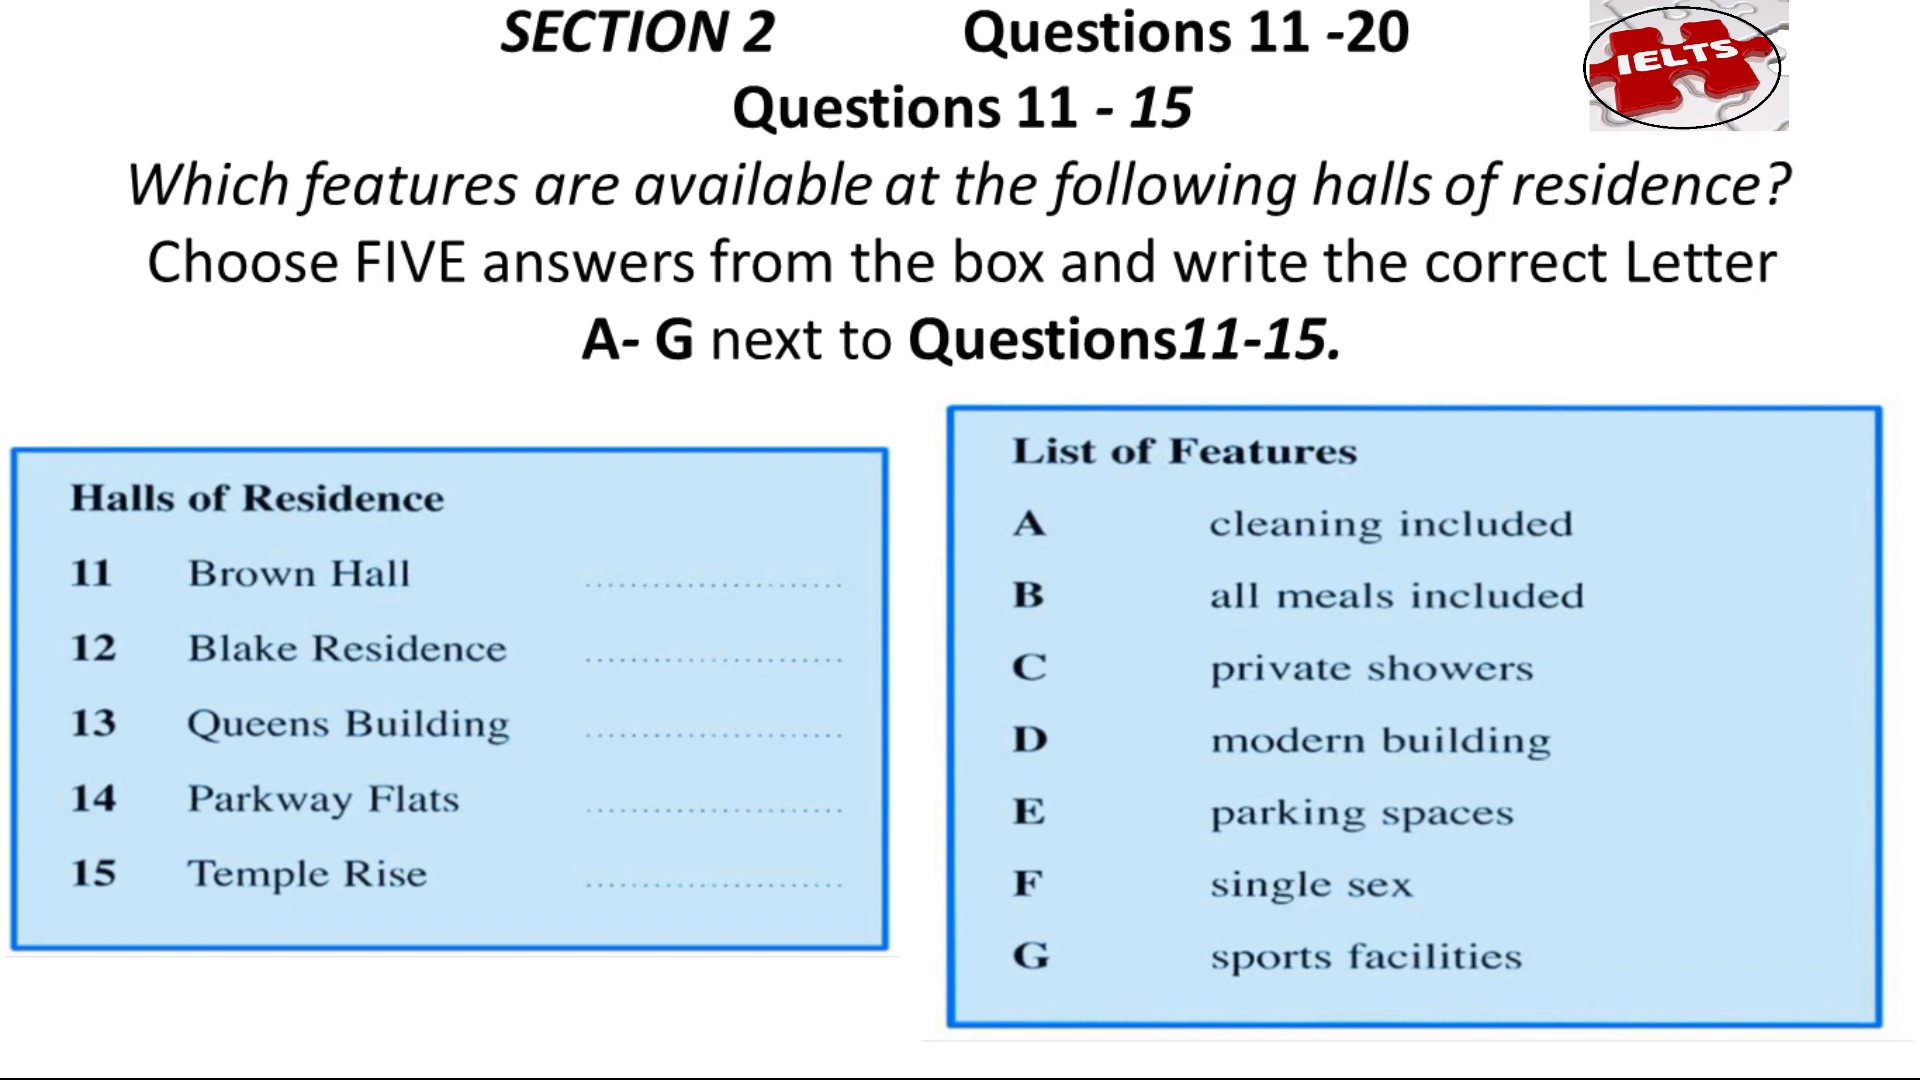 SECTION 2 Questions 11 -20
IELTS
Questions 11 - 15
Which features are available at the following halls of residence?
Choose FIVE answers from the box and write the correct Letter
A- G next to Questions11-15.
Halls of Residence
11 Brown Hall ........................
12 Blake Residence ........................
13 Queens Building ........................
14 Parkway Flats ........................
15 Temple Rise ........................
List of Features
A cleaning included
B all meals included
C private showers
D modern building
E parking spaces
F single sex
G sports facilities